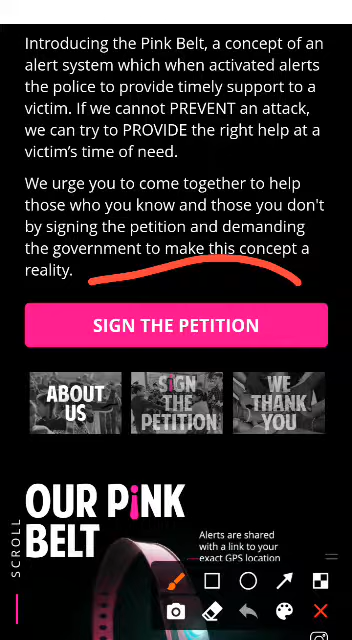 Introducing the Pink Belt, a concept of an
alert system which when activated alerts
the police to provide timely support to a
victim. If we cannot PREVENT an attack,
we can try to PROVIDE the right help at a
victim's time of need.
We urge you to come together to help
those who you know and those you don't
by signing the petition and demanding
the government to make this concept a
reality.
SIGN THE PETITION
ABOUT
US
SiGN
THE
PETITION
WE
THANK
YOU
OUR PiNK
BELT
SCROLL
Alerts are shared
with a link to your
exact GPS location